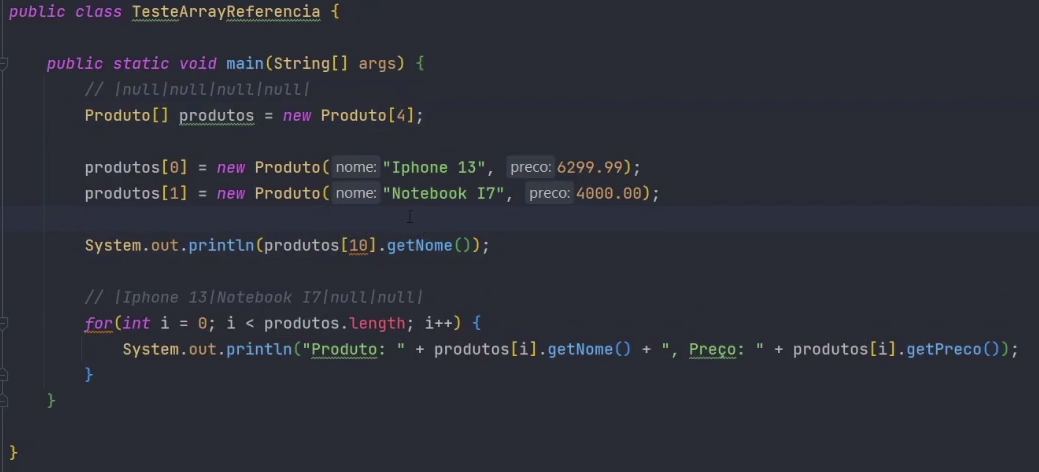 public class TesteArrayReferencia {
public static void main(String[] args) {
// |null|null|null|null|
Produto[] produtos = new Produto[4];
produtos[0] = new Produto( nome: "Iphone 13", preco: 6299.99);
produtos[1] = new Produto( nome: "Notebook I7", preco: 4000.00);
System.out.println(produtos[10].getNome());
// |Iphone 13|Notebook I7|null|null|
for(int i = 0; i < produtos.length; i++) {
System.out.println("Produto: " + produtos[i].getNome() + ", Preço: " + produtos[i].getPreco());
}
}
}